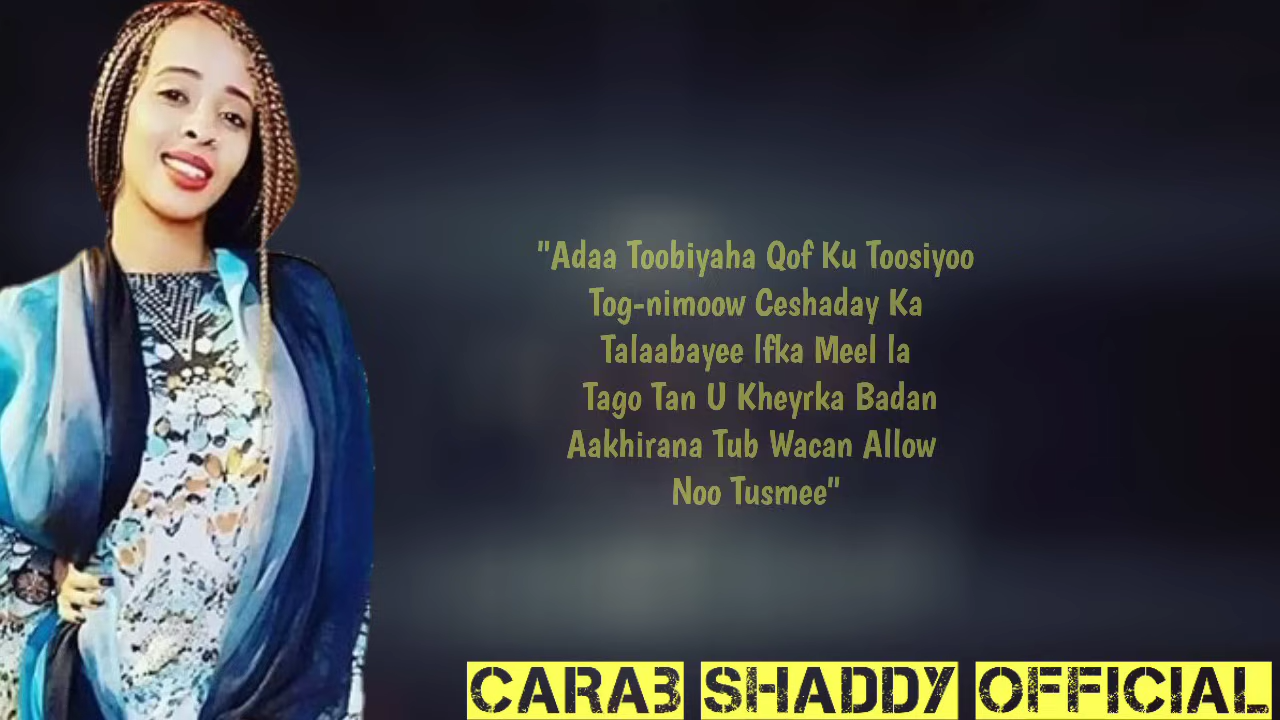 "Adaa Toobiyaha Qof Ku Toosiyoo
Tog-nimoow Ceshaday Ka
Talaabayee Ifka Meel la
Tago Tan U Kheyrka Badan
Aakhirana Tub Wacan Allow
Noo Tusmee"
CARAB SHADDY OFFICIAL